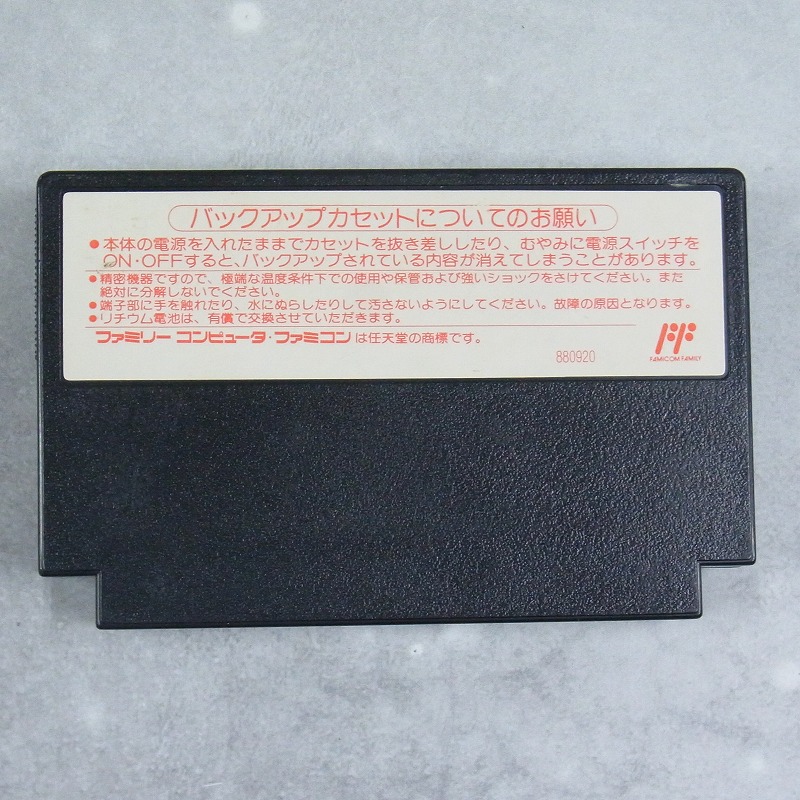 バックアップカセットについてのお願い
●本体の電源を入れたままでカセットを抜き差ししたり、むやみに電源スイッチを
ON・OFFすると、バックアップされている内容が消えてしまうことがあります。
●精密機器ですので、極端な温度条件下での使用や保管および強いショックをさけてください。また
絶対に分解しないでください。
●端子部に手を触れたり、水にぬらしたりして汚さないようにしてください。故障の原因となります。
●リチウム電池は、有償で交換させていただきます。
ファミリーコンピュータ・ファミコンは任天堂の商標です。
880920
FAMICOM FAMILY